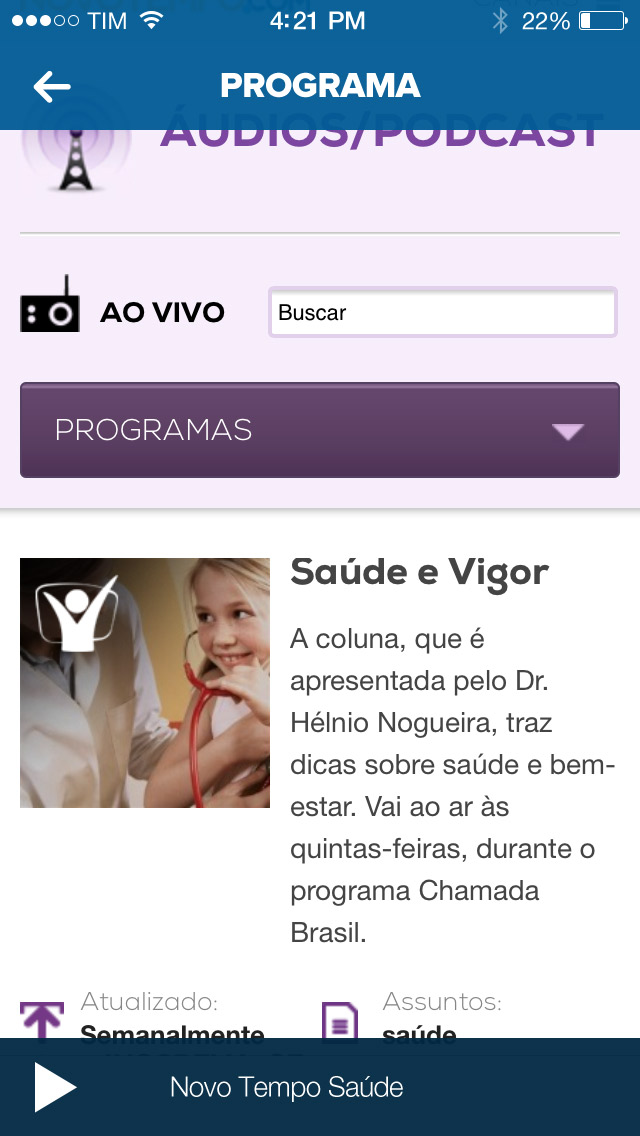 TIM 4:21 PM 22%
PROGRAMA
ÁUDIOS/PODCAST
AO VIVO
Buscar
PROGRAMAS
Saúde e Vigor
A coluna, que é
apresentada pelo Dr.
Hélnio Nogueira, traz
dicas sobre saúde e bem-
estar. Vai ao ar às
quintas-feiras, durante o
programa Chamada
Brasil.
Atualizado:
Semanalmente
Assuntos:
saúde
Novo Tempo Saúde